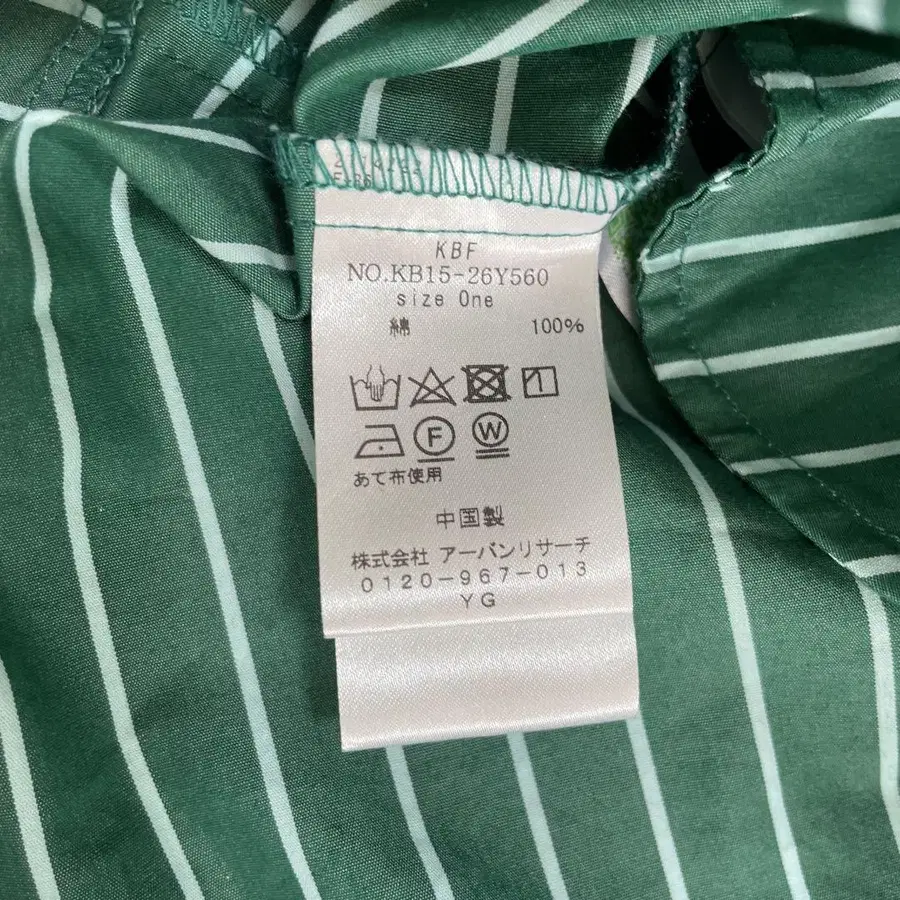 KBF
NO.KB15-26Y560
size One
綿 100%
F W
あて布使用
中国製
株式会社 アーバンリサーチ
0120-967-013
YG